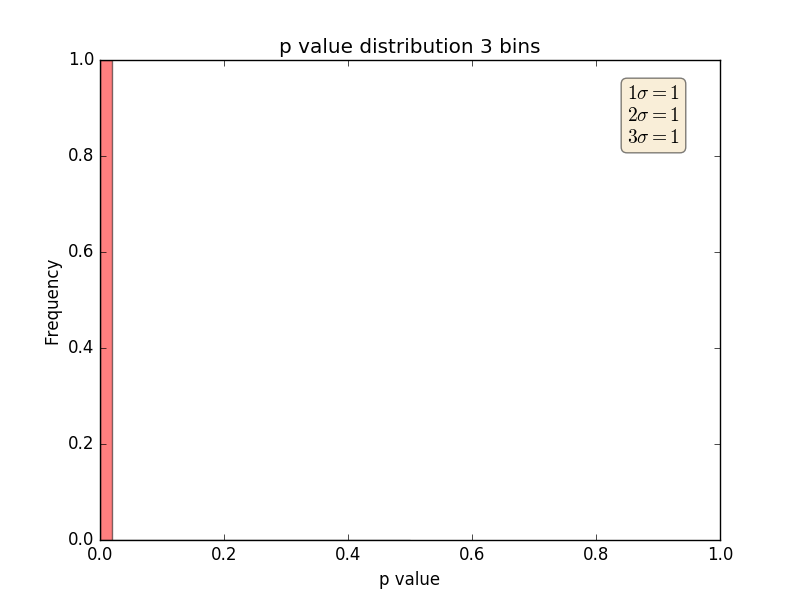 p value distribution 3 bins
1σ = 1
2σ = 1
3σ = 1
1.0
0.8
0.6
0.4
0.2
0.0
Frequency
0.0 0.2 0.4 0.6 0.8 1.0
p value